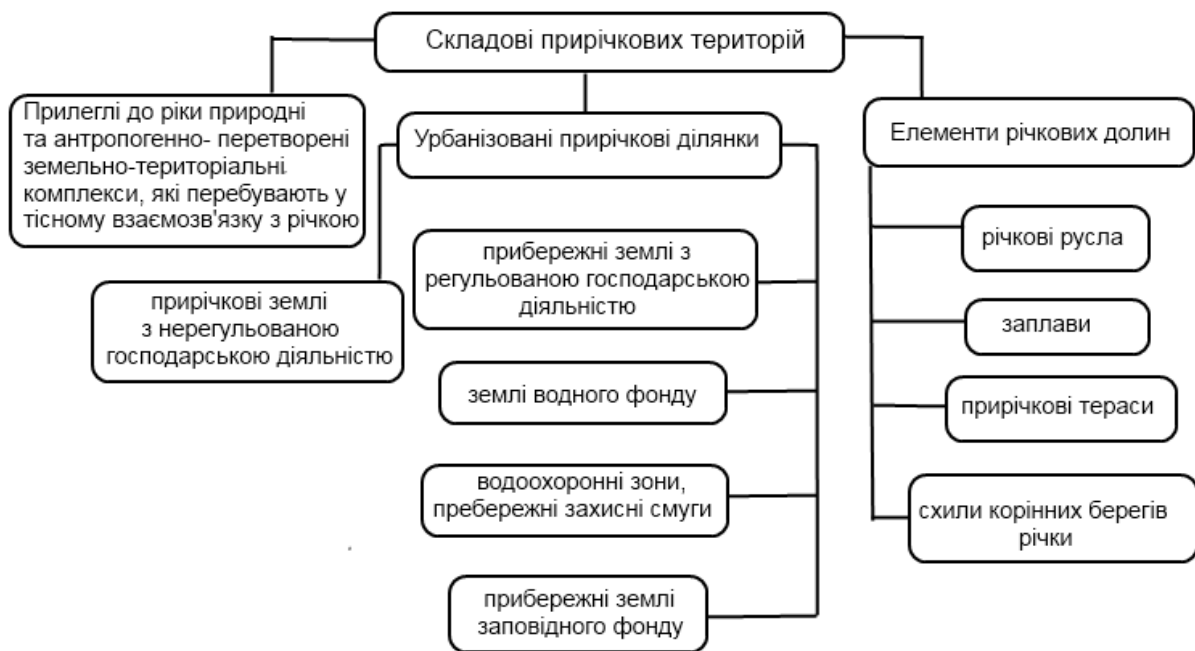 Складові прирічкових територій
Прилеглі до ріки природні
та антропогенно- перетворені
земельно-територіальні
комплекси, які перебувають у
тісному взаємозв'язку з річкою
Урбанізовані прирічкові ділянки
Елементи річкових долин
прирічкові землі
з нерегульованою
господарською діяльністю
прибережні землі з
регульованою господарською
діяльністю
землі водного фонду
водоохоронні зони,
пребережні захисні смуги
прибережні землі
заповідного фонду
річкові русла
заплави
прирічкові тераси
схили корінних берегів
річки